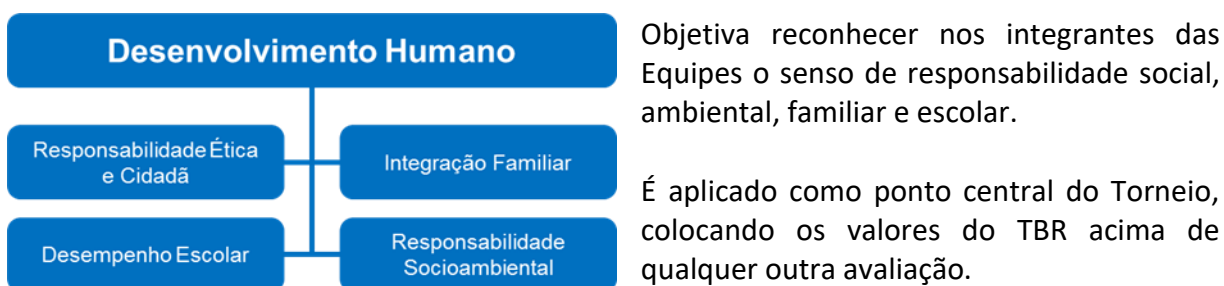 Desenvolvimento Humano
Responsabilidade Ética
e Cidadã
Integração Familiar
Desempenho Escolar
Responsabilidade
Socioambiental
Objetiva reconhecer nos integrantes das
Equipes o senso de responsabilidade social,
ambiental, familiar e escolar.
É aplicado como ponto central do Torneio,
colocando os valores do TBR acima de
qualquer outra avaliação.